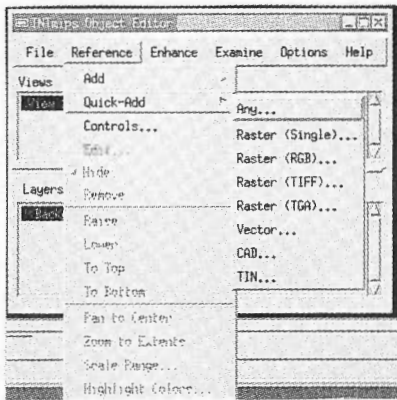 TNTmips Object Editor
File Reference Enhance Examine Options Help
Views
View
Layers
Back
Add
Quick-Add
Controls...
Edit...
Hide
Remove
Raise
Lower
To Top
To Bottom
Pan to Center
Zoom to Extents
Scale Range...
Highlight Colors...
Any...
Raster (Single)...
Raster (RGB)...
Raster (TIFF)...
Raster (TGA)...
Vector...
CAD...
TIN...